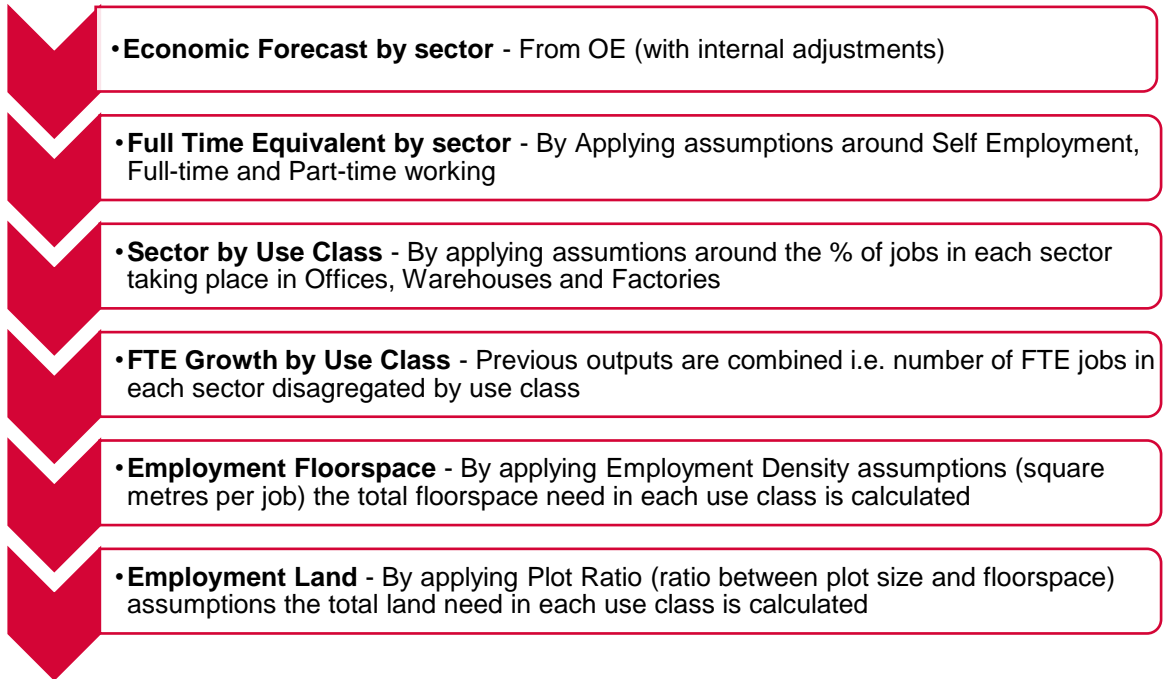 •Economic Forecast by sector - From OE (with internal adjustments)
•Full Time Equivalent by sector - By Applying assumptions around Self Employment,
Full-time and Part-time working
•Sector by Use Class - By applying assumtions around the % of jobs in each sector
taking place in Offices, Warehouses and Factories
•FTE Growth by Use Class - Previous outputs are combined i.e. number of FTE jobs in
each sector disagregated by use class
•Employment Floorspace - By applying Employment Density assumptions (square
metres per job) the total floorspace need in each use class is calculated
•Employment Land - By applying Plot Ratio (ratio between plot size and floorspace)
assumptions the total land need in each use class is calculated